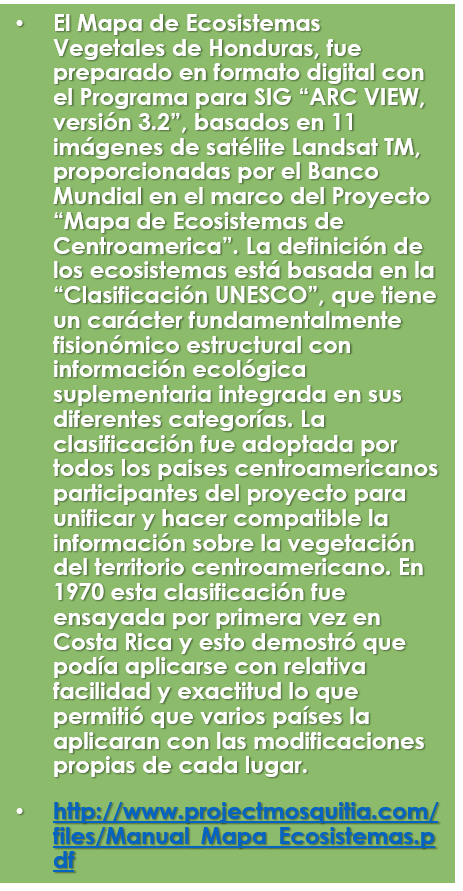 • El Mapa de Ecosistemas
Vegetales de Honduras, fue
preparado en formato digital con
el Programa para SIG “ARC VIEW,
versión 3.2”, basados en 11
imágenes de satélite Landsat TM,
proporcionadas por el Banco
Mundial en el marco del Proyecto
“Mapa de Ecosistemas de
Centroamerica”. La definición de
los ecosistemas está basada en la
“Clasificación UNESCO”, que tiene
un carácter fundamentalmente
fisionómico estructural con
información ecológica
suplementaria integrada en sus
diferentes categorías. La
clasificación fue adoptada por
todos los paises centroamericanos
participantes del proyecto para
unificar y hacer compatible la
información sobre la vegetación
del territorio centroamericano. En
1970 esta clasificación fue
ensayada por primera vez en
Costa Rica y esto demostró que
podía aplicarse con relativa
facilidad y exactitud lo que
permitió que varios países la
aplicaran con las modificaciones
propias de cada lugar.
• http://www.projectmosquitia.com/
files/Manual_Mapa_Ecosistemas.p
df